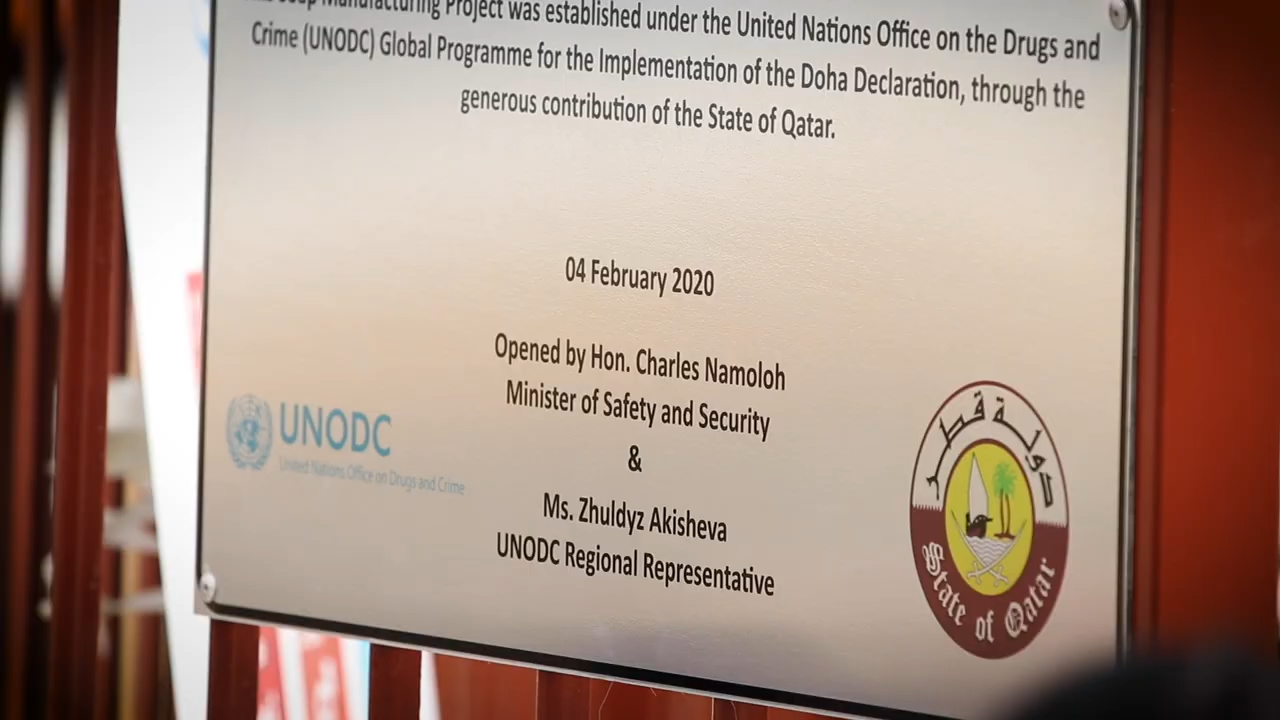 Manufacturing Project was established under the United Nations Office on the Drugs and
Crime (UNODC) Global Programme for the Implementation of the Doha Declaration, through the
generous contribution of the State of Qatar.
04 February 2020
Opened by Hon. Charles Namoloh
Minister of Safety and Security
&
Ms. Zhuldyz Akisheva
UNODC Regional Representative
UNODC
United Nations Office on Drugs and Crime
دولة قطر
State of Qatar